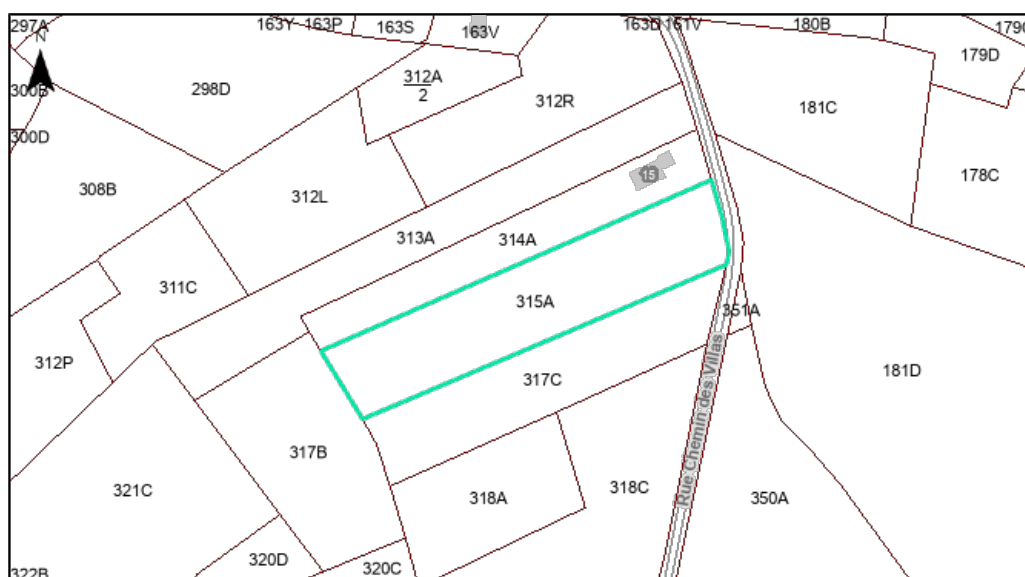 297A
163Y
163P
163S
163V
163D
161V
180B
179D
N
300B
298D
312A
2
312R
181C
300D
15
178C
308B
312L
313A
314A
311C
315A
351A
312P
317C
181D
Rue Chemin des Villas
317B
321C
318A
318C
350A
320D
320C
322B